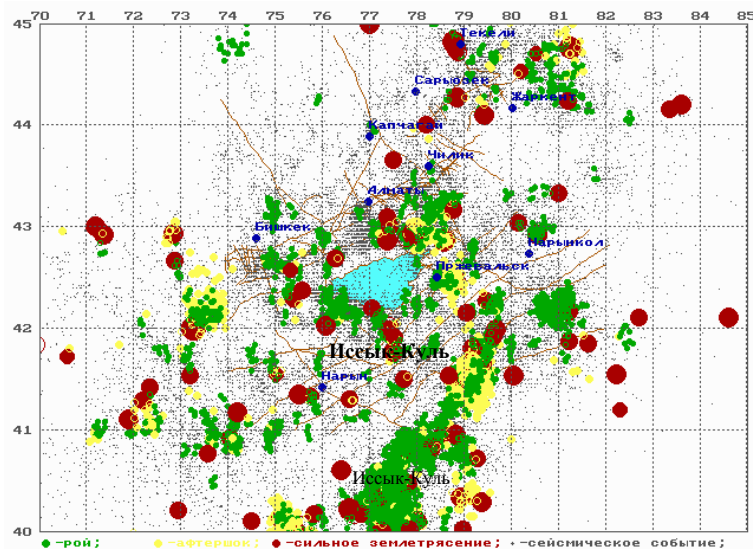 70 71 72 73 74 75 76 77 78 79 80 81 82 83 84 85
45
Текели
Сарыозек
Жаркент
44
Капчагай
Чилик
Алматы
43
Бишкек
Нарынкол
Пржевальск
42
Иссык-Куль
Нарын
41
Иссык-Куль
40
-рой; -афтершок; -сильное землетрясение; -сейсмическое событие;